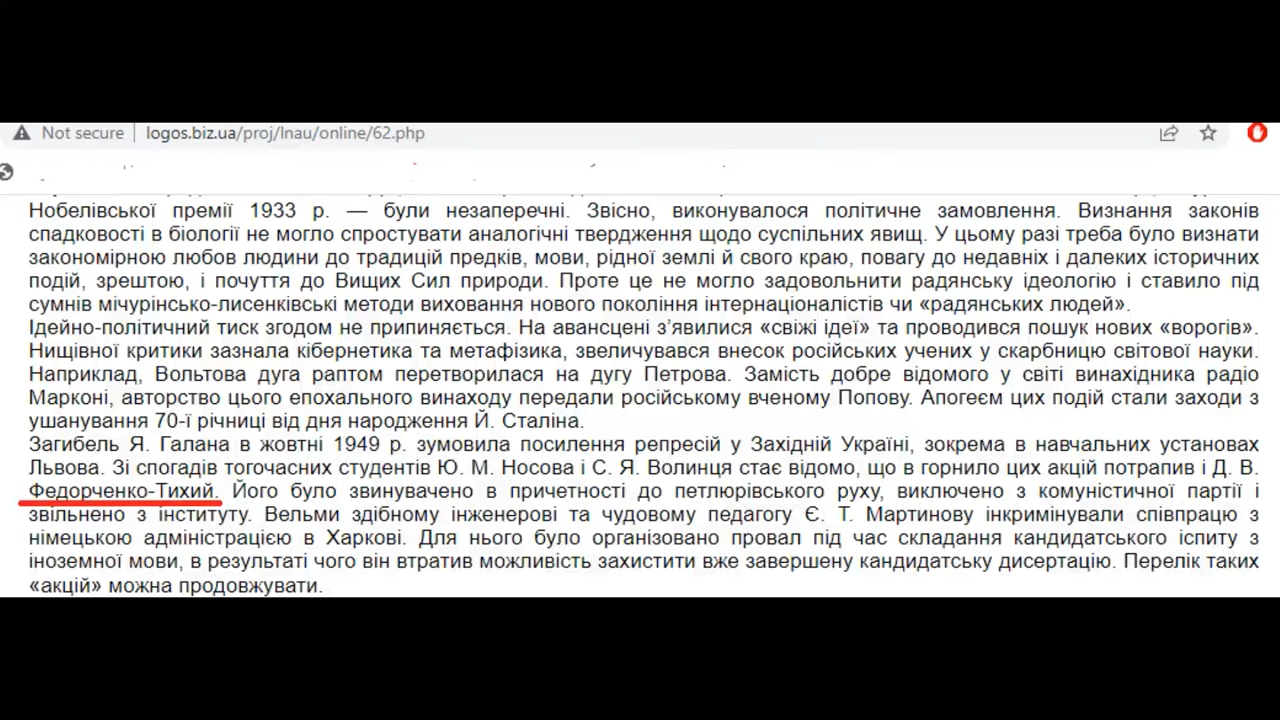 Not secure | logos.biz.ua/proj/lnau/online/62.php
Нобелівської премії 1933 р. — були незаперечні. Звісно, виконувалося політичне замовлення. Визнання законів
спадковості в біології не могло спростувати аналогічні твердження щодо суспільних явищ. У цьому разі треба було визнати
закономірною любов людини до традицій предків, мови, рідної землі й свого краю, повагу до недавніх і далеких історичних
подій, зрештою, і почуття до Вищих Сил природи. Проте це не могло задовольнити радянську ідеологію і ставило під
сумнів мічурінсько-лисенківські методи виховання нового покоління інтернаціоналістів чи «радянських людей».
Ідейно-політичний тиск згодом не припиняється. На авансцені з’явилися «свіжі ідеї» та проводився пошук нових «ворогів».
Нищівної критики зазнала кібернетика та метафізика, звеличувався внесок російських учених у скарбницю світової науки.
Наприклад, Вольтова дуга раптом перетворилася на дугу Петрова. Замість добре відомого у світі винахідника радіо
Марконі, авторство цього епохального винаходу передали російському вченому Попову. Апогеєм цих подій стали заходи з
ушанування 70-ї річниці від дня народження Й. Сталіна.
Загибель Я. Галана в жовтні 1949 р. зумовила посилення репресій у Західній Україні, зокрема в навчальних установах
Львова. Зі спогадів тогочасних студентів Ю. М. Носова і С. Я. Волинця стає відомо, що в горнило цих акцій потрапив і Д. В.
Федорченко-Тихий. Його було звинувачено в причетності до петлюрівського руху, виключено з комуністичної партії і
звільнено з інституту. Вельми здібному інженерові та чудовому педагогу Є. Т. Мартинову інкримінували співпрацю з
німецькою адміністрацією в Харкові. Для нього було організовано провал під час складання кандидатського іспиту з
іноземної мови, в результаті чого він втратив можливість захистити вже завершену кандидатську дисертацію. Перелік таких
«акцій» можна продовжувати.